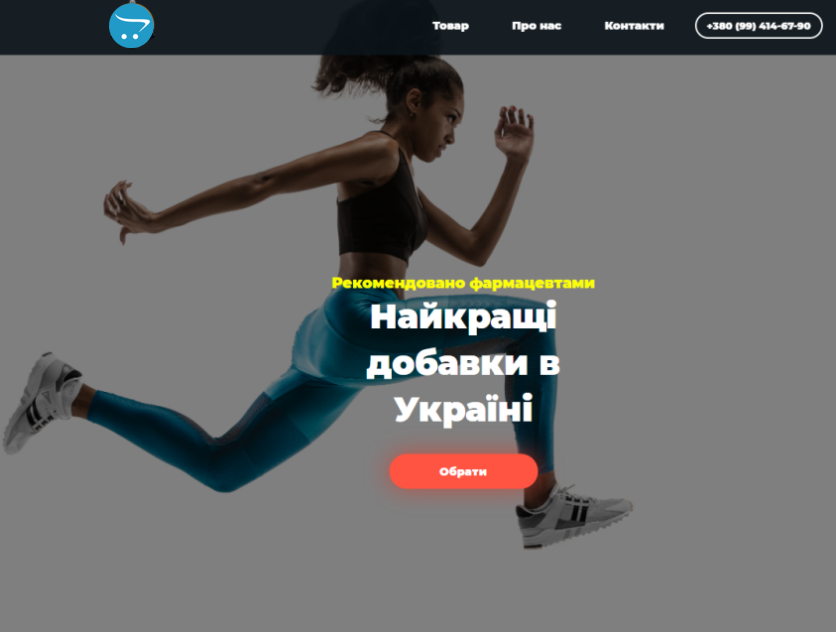 Товар Про нас Контакти +380 (99) 414-67-90
Рекомендовано фармацевтами
Найкращі
добавки в
Україні
Обрати